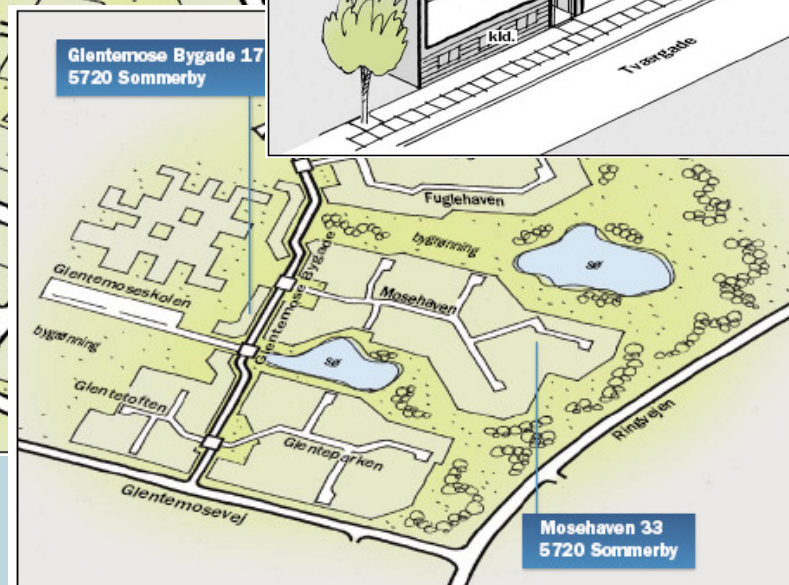 kld.
Tværgade
Glentemose Bygade 17
5720 Sommerby
Fuglehaven
bygrønning
sø
Glentemose Bygade
Mosehaven
Glentemoseskolen
bygrønning
sø
Glentetoften
Glenteparken
Ringvejen
Glentemosevej
Mosehaven 33
5720 Sommerby